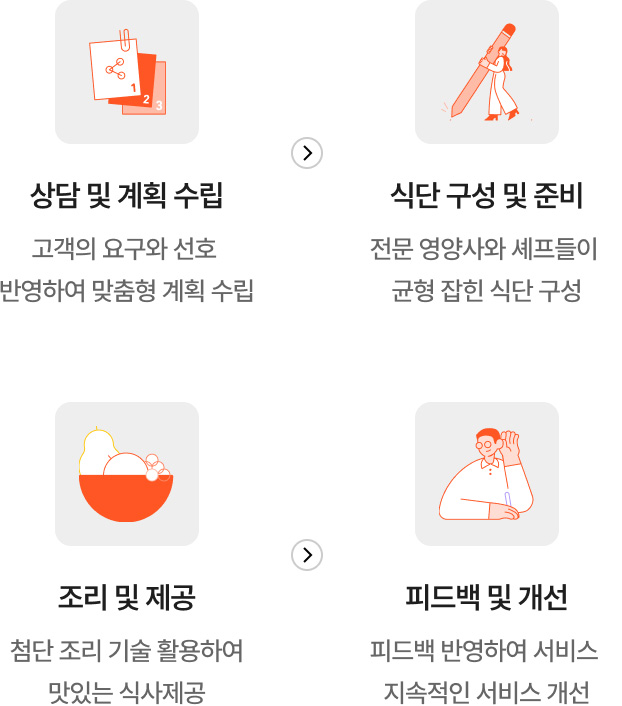 1
2
3
상담 및 계획 수립
고객의 요구와 선호
반영하여 맞춤형 계획 수립
식단 구성 및 준비
전문 영양사와 셰프들이
균형 잡힌 식단 구성
조리 및 제공
첨단 조리 기술 활용하여
맛있는 식사제공
피드백 및 개선
피드백 반영하여 서비스
지속적인 서비스 개선